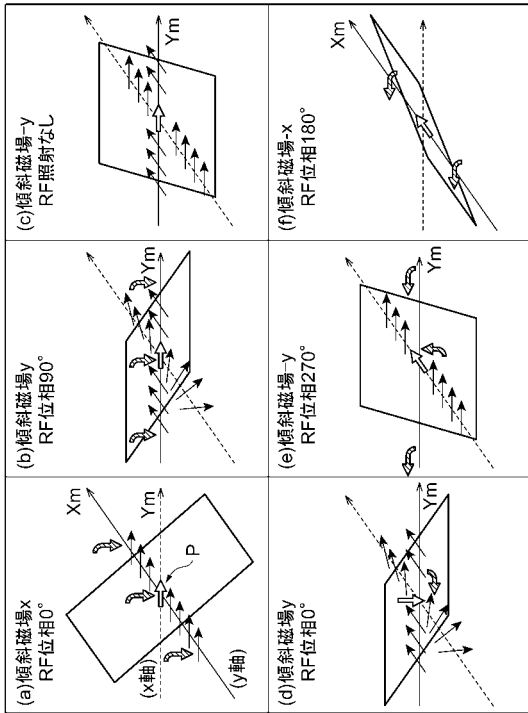 (a)傾斜磁場x
RF位相0°
Xm
Ym
P
(x軸)
(y軸)
(b)傾斜磁場y
RF位相90°
Ym
(c)傾斜磁場-y
RF照射なし
Ym
(d)傾斜磁場y
RF位相0°
Ym
(e)傾斜磁場-y
RF位相270°
Ym
(f)傾斜磁場-x
RF位相180°
Xm